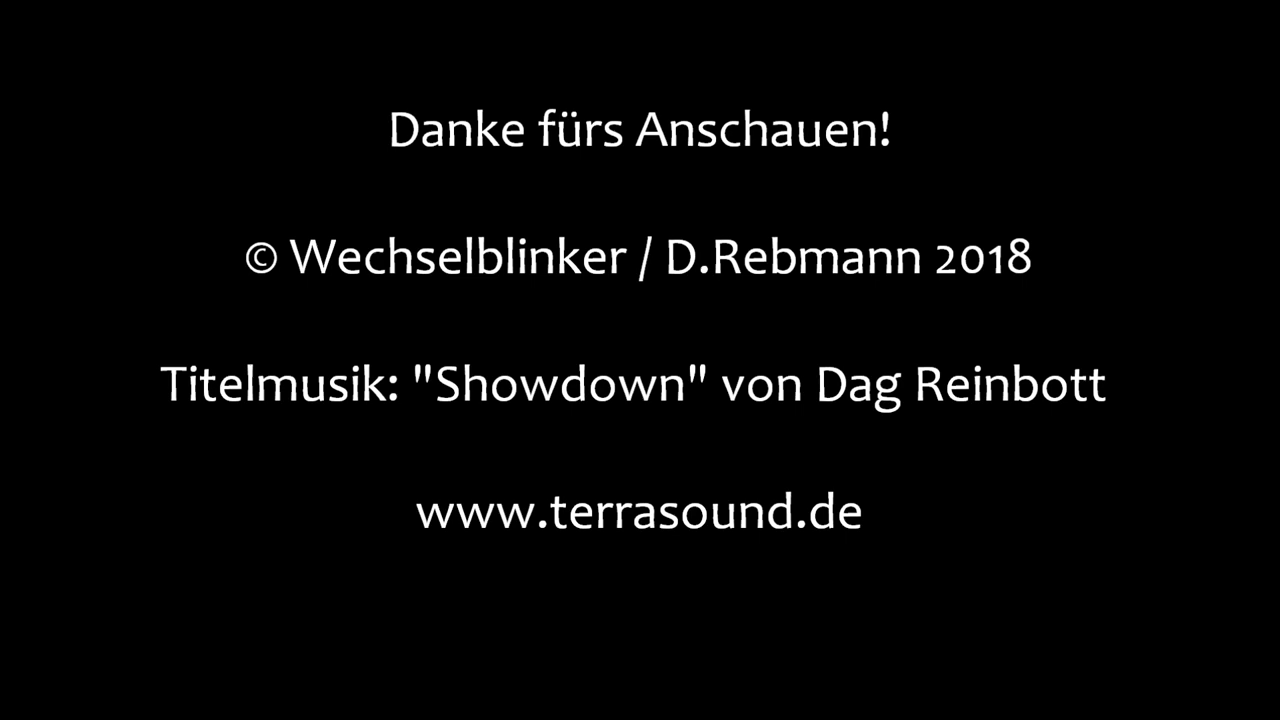 Danke fürs Anschauen!
© Wechselblinker / D.Rebmann 2018
Titelmusik: "Showdown" von Dag Reinbott
www.terrasound.de